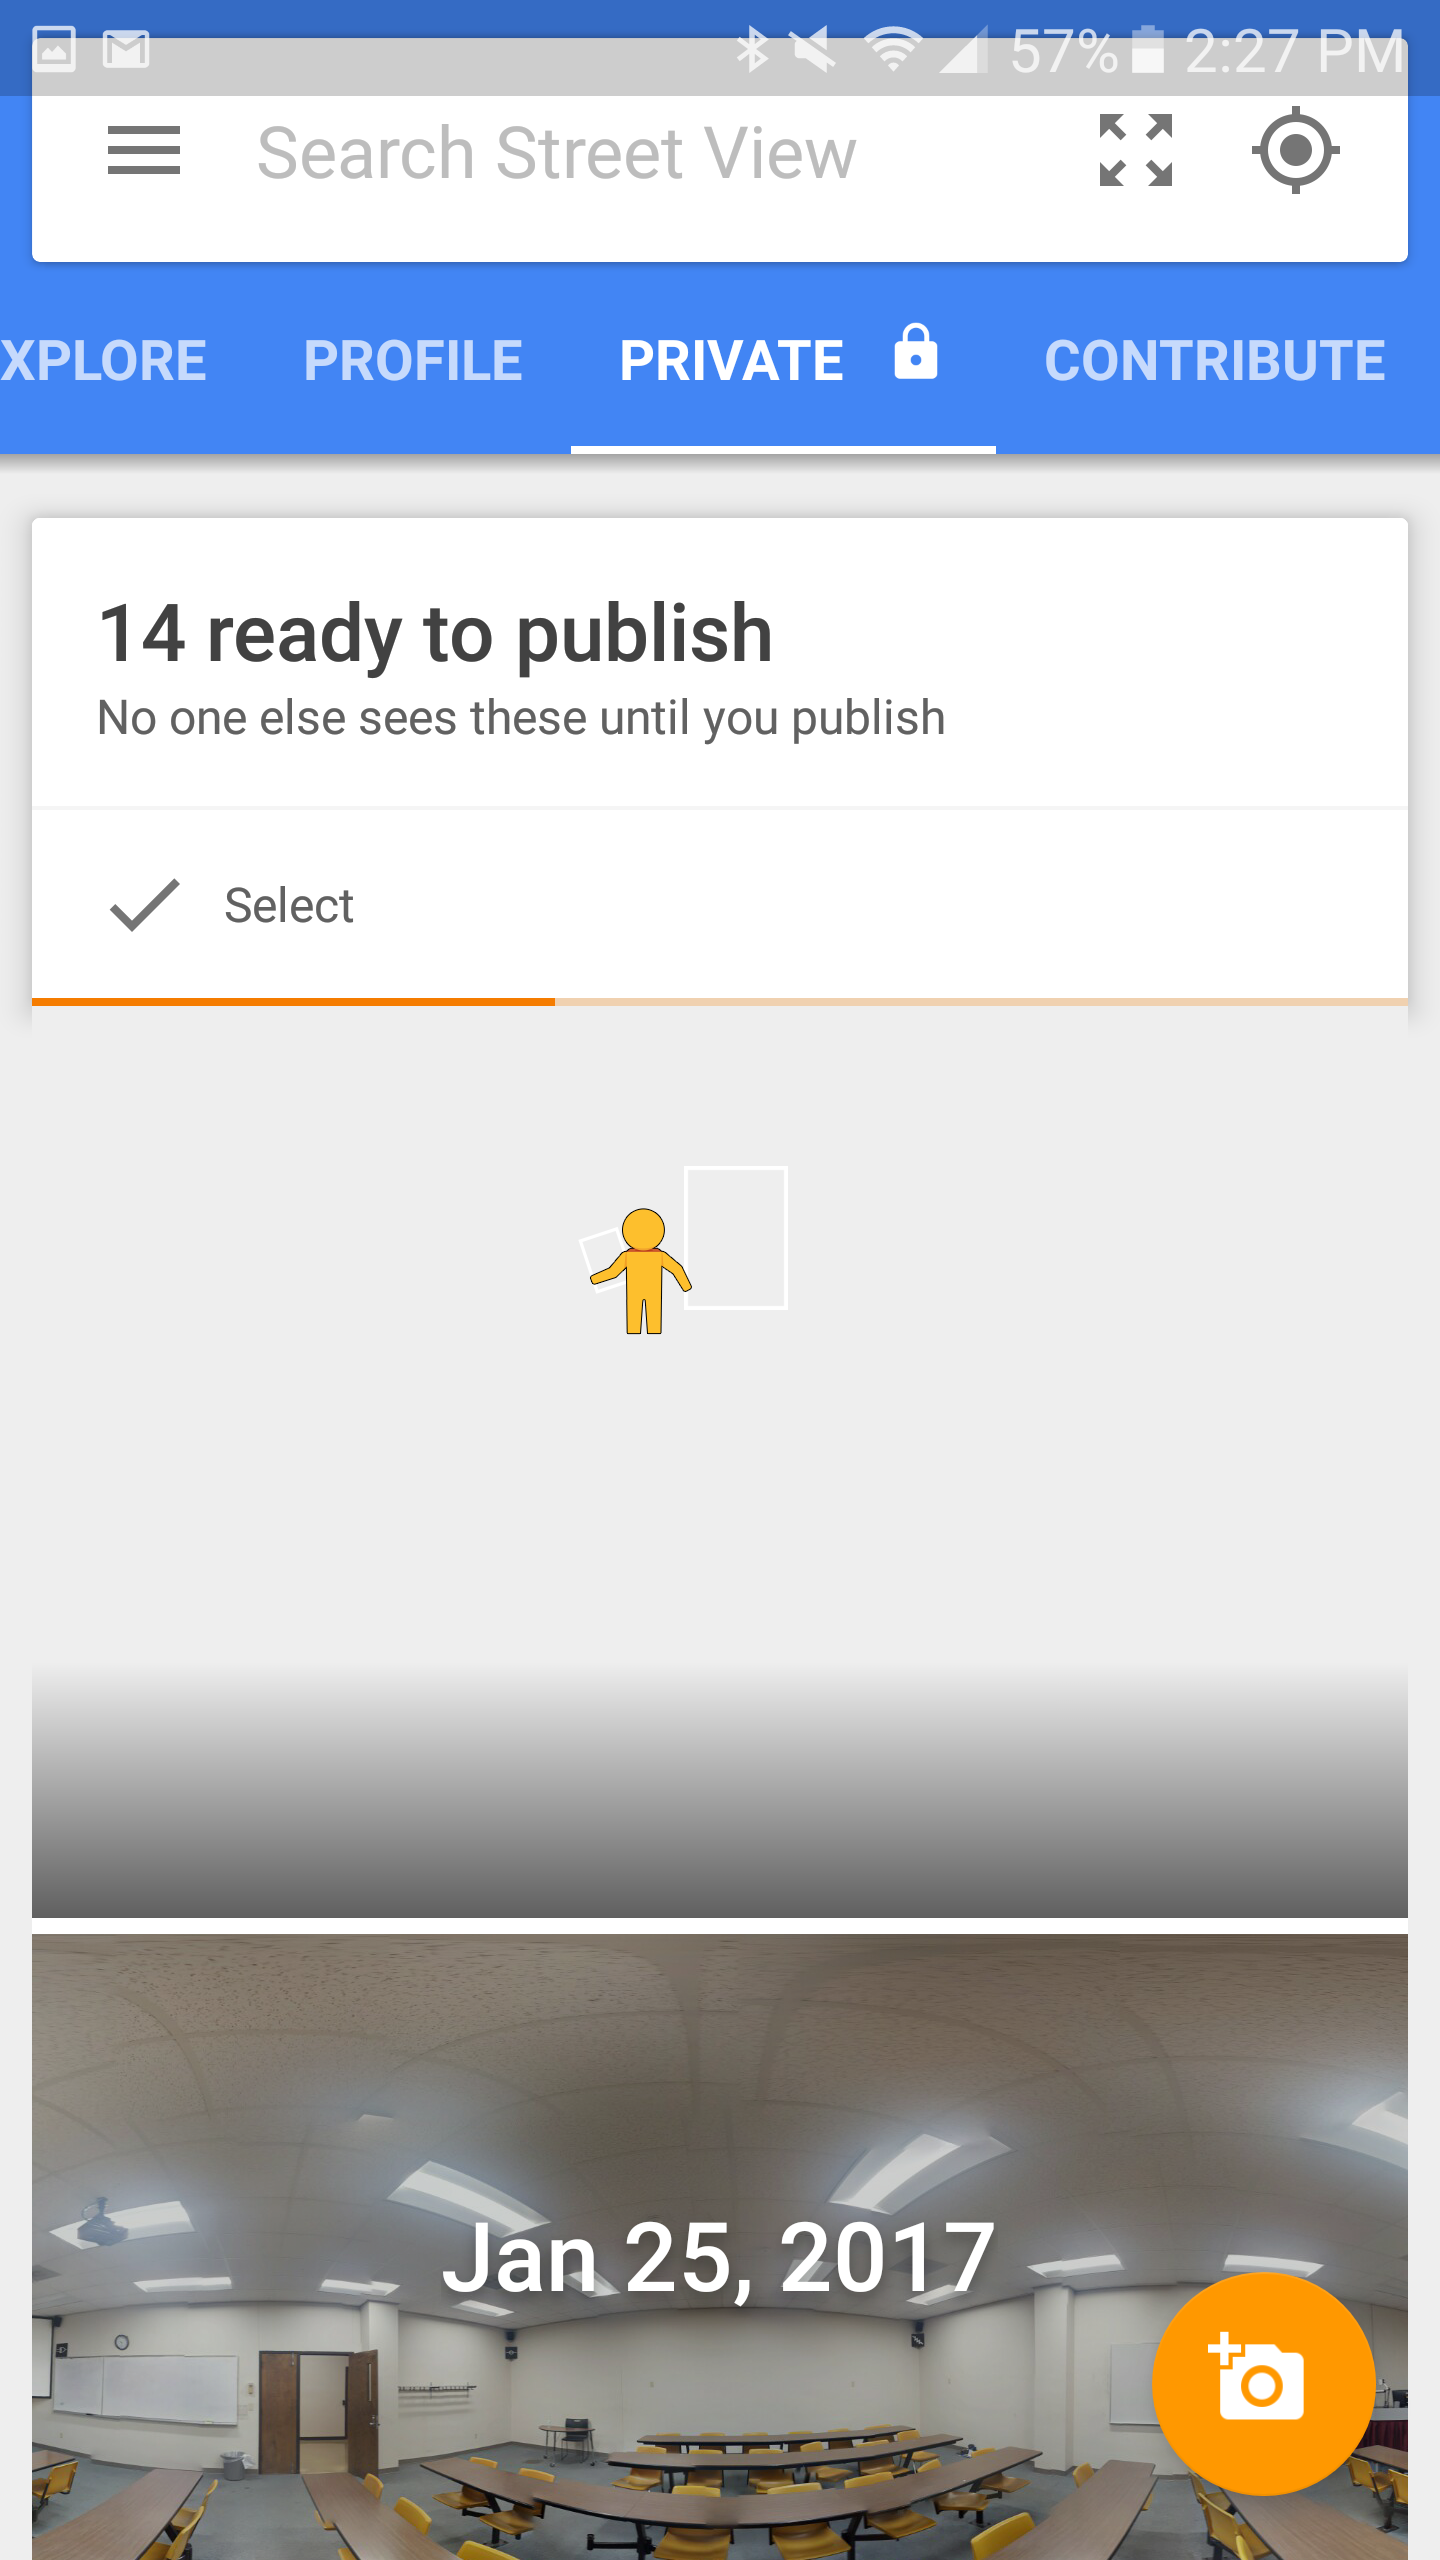 57% 2:27 PM
Search Street View
XPLORE PROFILE PRIVATE CONTRIBUTE
14 ready to publish
No one else sees these until you publish
Select
Jan 25, 2017